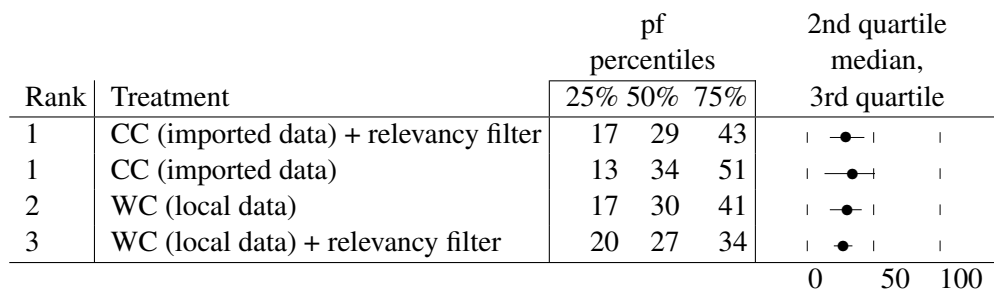 pf 2nd quartile
percentiles median,
Rank Treatment 25% 50% 75% 3rd quartile
1 CC (imported data) + relevancy filter 17 29 43
1 CC (imported data) 13 34 51
2 WC (local data) 17 30 41
3 WC (local data) + relevancy filter 20 27 34
0 50 100